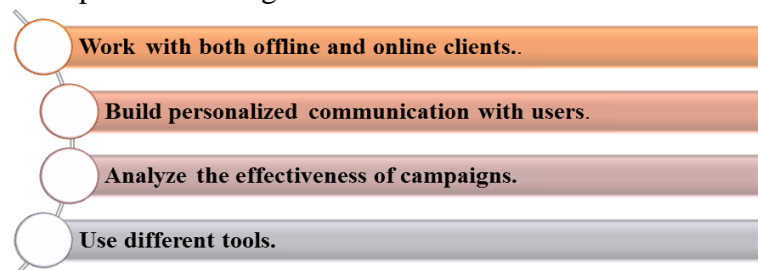 Work with both offline and online clients..
Build personalized communication with users.
Analyze the effectiveness of campaigns.
Use different tools.